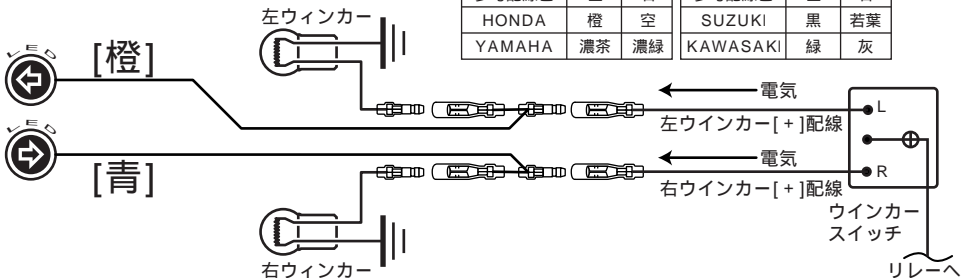 左ウィンカー
HONDA 橙 空
SUZUKI 黒 若葉
YAMAHA 濃茶 濃緑
KAWASAKI 緑 灰
LED
[橙]
電気
左ウインカー[+]配線
L
LED
[青]
電気
右ウインカー[+]配線
R
ウインカー
スイッチ
右ウィンカー
リレーへ